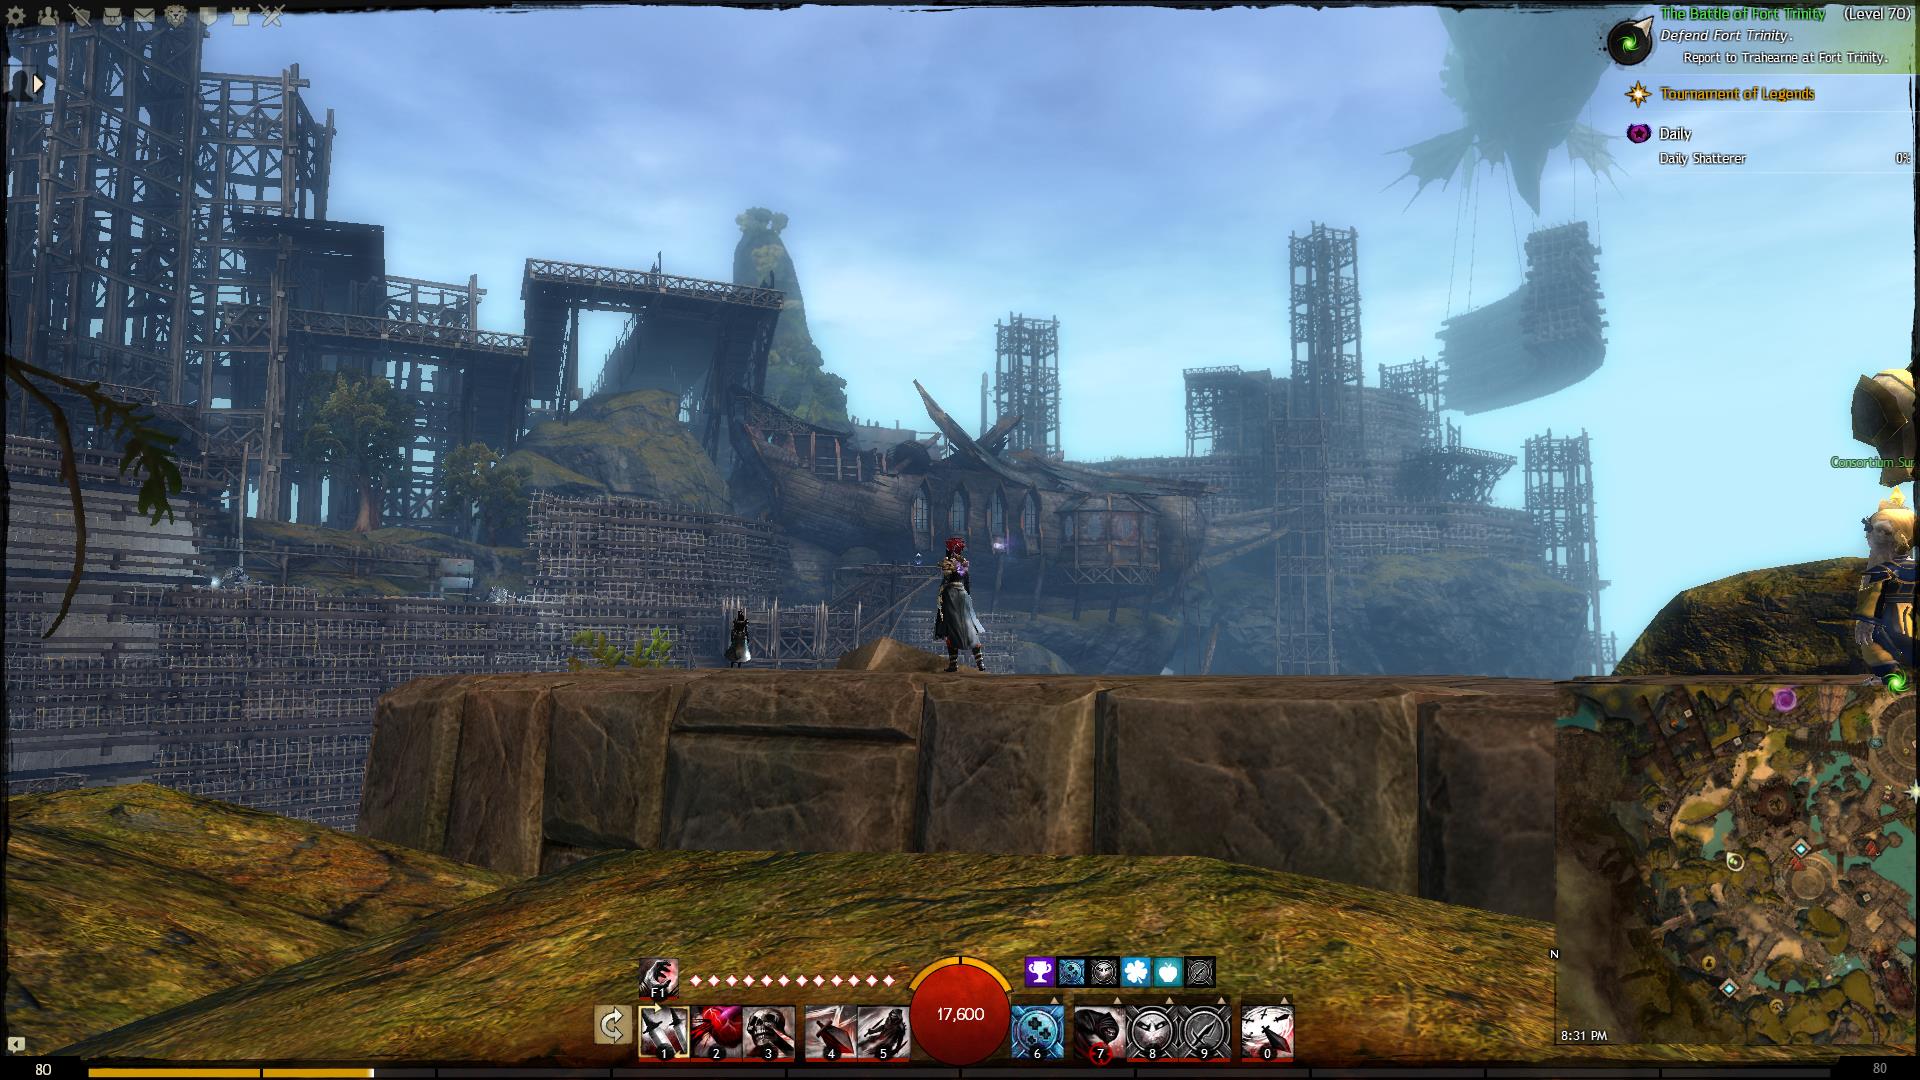 The Battle of Fort Trinity (Level 70)
Defend Fort Trinity.
Report to Trahearne at Fort Trinity.
Tournament of Legends
Daily
Daily Shatterer 0%
Consortium Sur
N
F1
17,600
1 2 3 4 5 6 7 8 9 0
8:31 PM
80 80